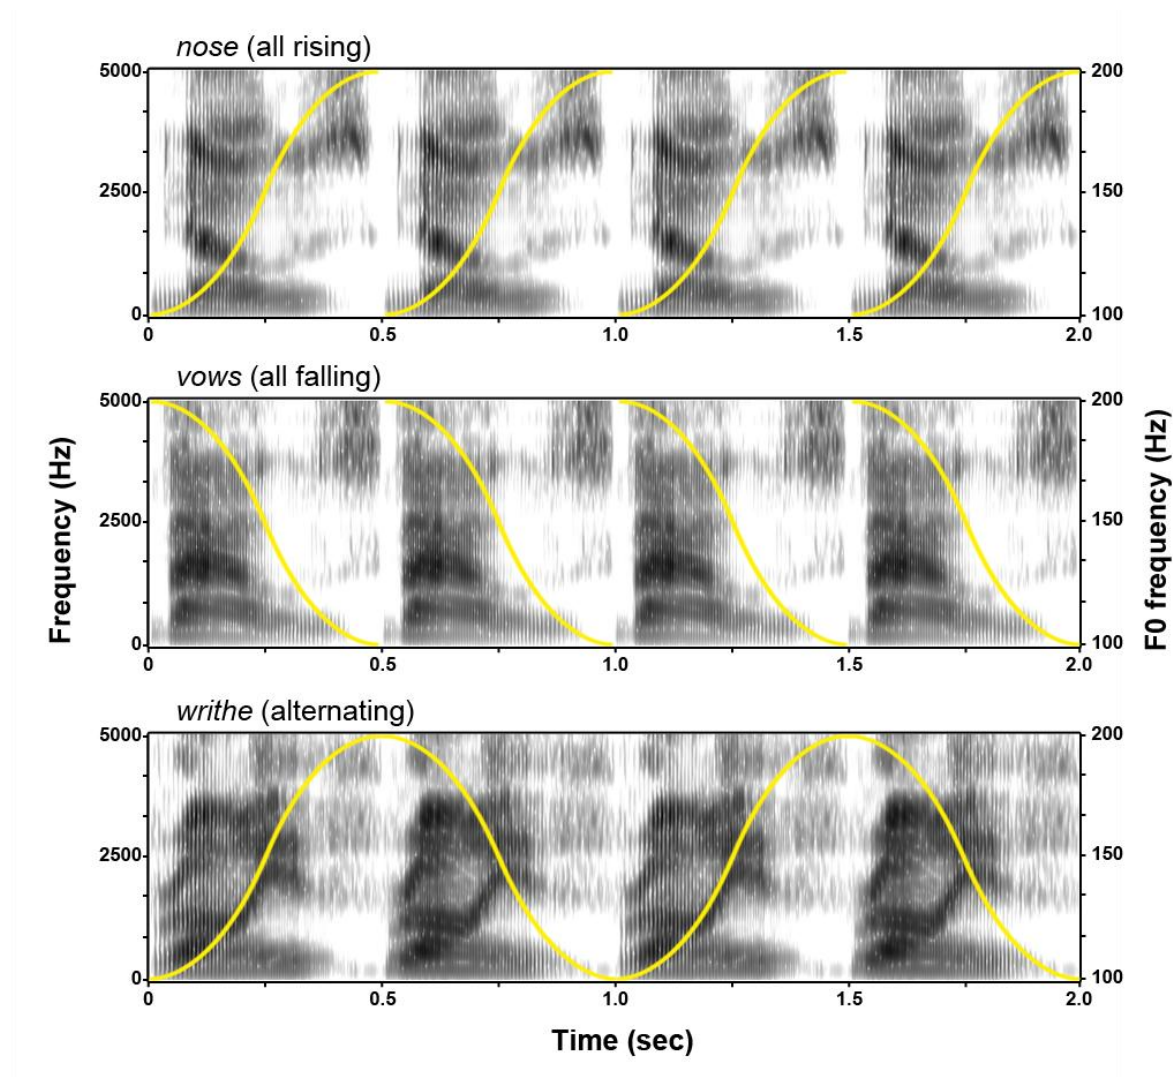 nose (all rising)
5000
2500
0
200
150
100
0 0.5 1.0 1.5 2.0
vows (all falling)
5000
2500
0
200
150
100
0 0.5 1.0 1.5 2.0
writhe (alternating)
5000
2500
0
200
150
100
0 0.5 1.0 1.5 2.0
Frequency (Hz)
F0 frequency (Hz)
Time (sec)